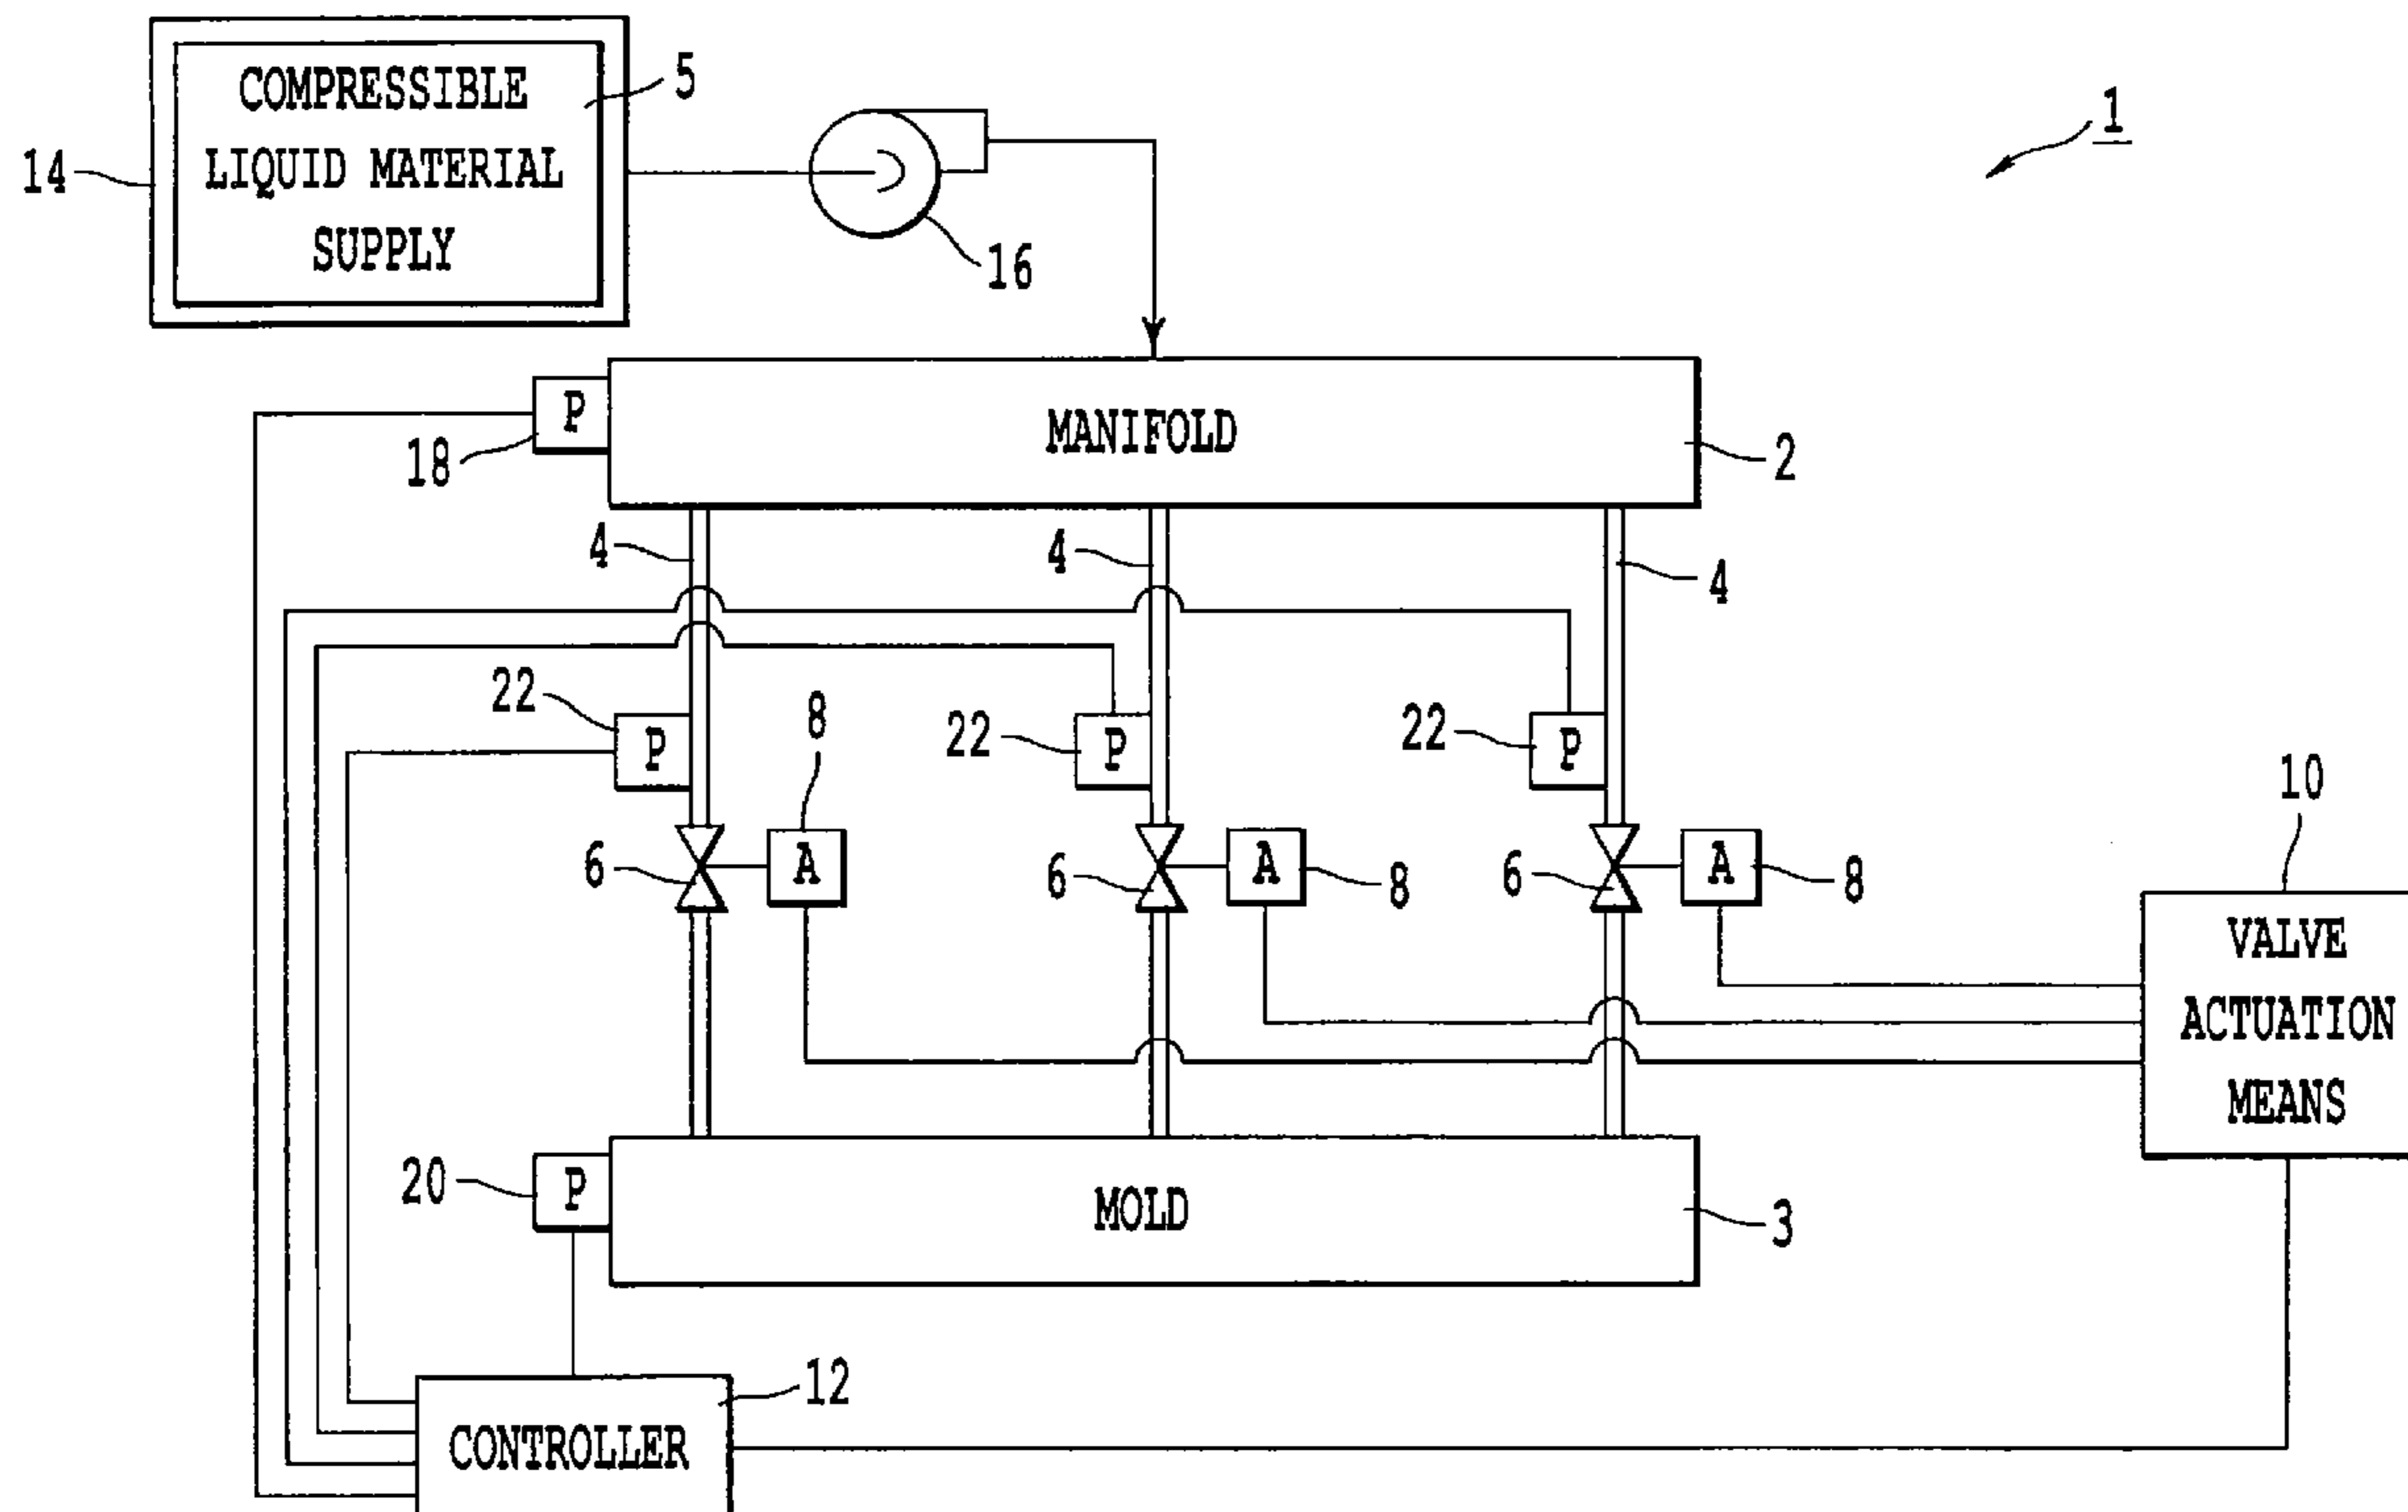 COMPRESSIBLE
LIQUID MATERIAL
SUPPLY
5
14
16
1
P
18
MANIFOLD
2
4
4
4
22
P
8
22
P
22
P
10
6
A
6
A
8
6
A
8
VALVE
ACTUATION
MEANS
20
P
MOLD
3
12
CONTROLLER